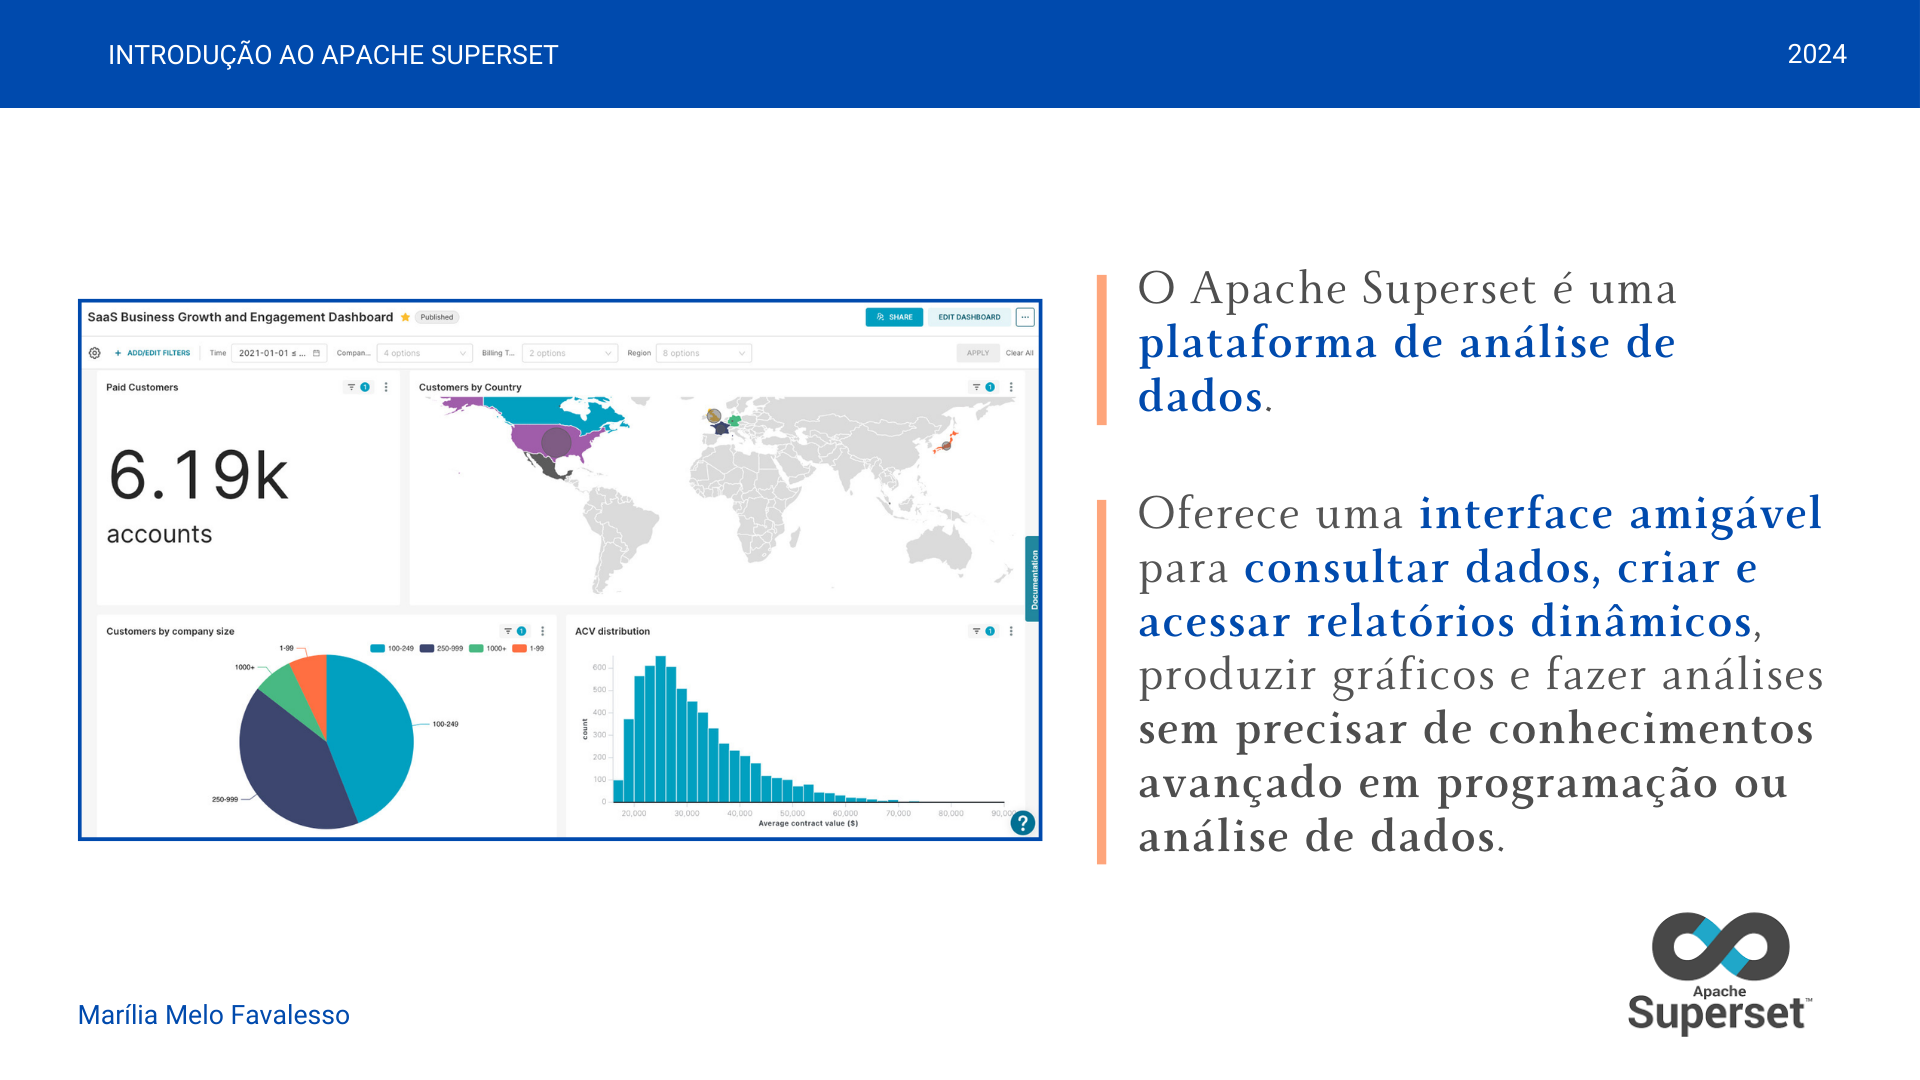 INTRODUÇÃO AO APACHE SUPERSET
2024
SaaS Business Growth and Engagement Dashboard
Published
SHARE
EDIT DASHBOARD
...
+ ADD/EDIT FILTERS
Time
2021-01-01 ≤ ...
Compan...
4 options
Billing T...
2 options
Region
8 options
APPLY
Clear All
Paid Customers
1
6.19k
accounts
Customers by Country
1
Documentation
Customers by company size
1
100-249
250-999
1000+
1-99
1-99
1000+
100-249
250-999
ACV distribution
1
count
600
500
400
300
200
100
0
20,000
30,000
40,000
50,000
60,000
70,000
80,000
90,00
Average contract value ($)
?
O Apache Superset é uma
plataforma de análise de
dados.
Oferece uma interface amigável
para consultar dados, criar e
acessar relatórios dinâmicos,
produzir gráficos e fazer análises
sem precisar de conhecimentos
avançado em programação ou
análise de dados.
Apache
Superset™
Marília Melo Favalesso